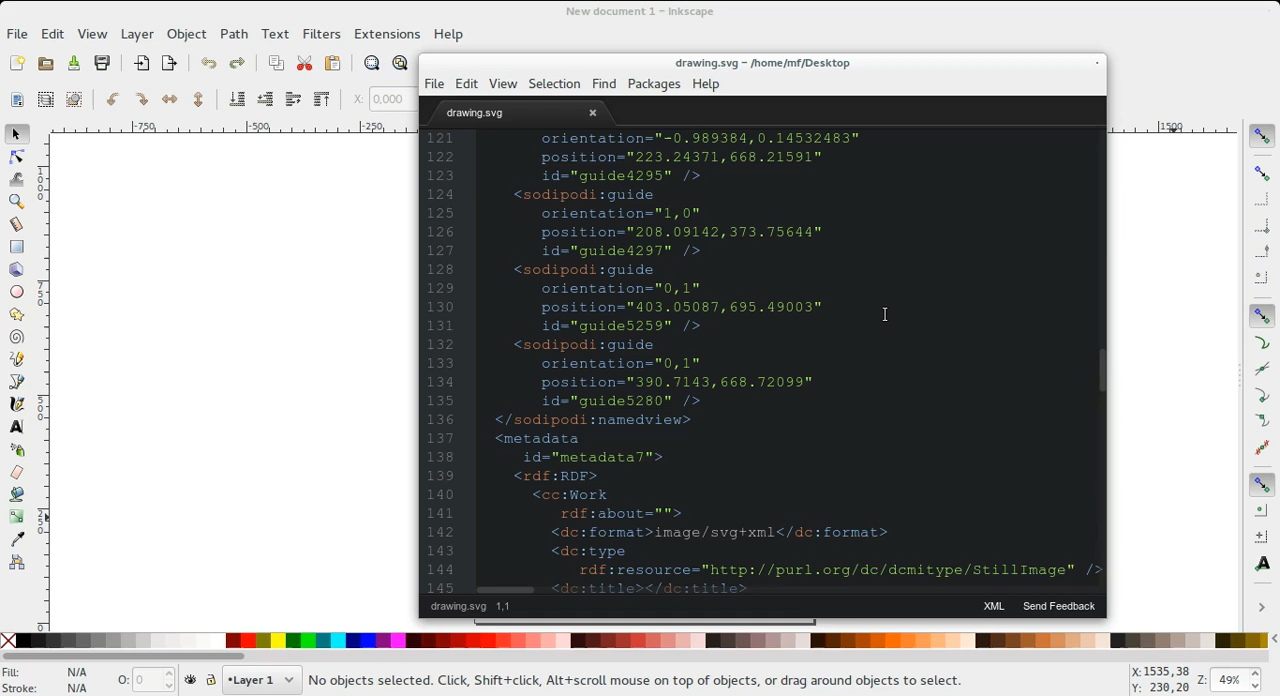 New document 1 - Inkscape
File Edit View Layer Object Path Text Filters Extensions Help
drawing.svg - /home/mf/Desktop
File Edit View Selection Find Packages Help
X: 0,000
drawing.svg
-750 -500 -250 1500
1000
750
500
250
0
121 orientation="-0.989384,0.14532483"
122 position="223.24371,668.21591"
123 id="guide4295" />
124 <sodipodi:guide
125 orientation="1,0"
126 position="208.09142,373.75644"
127 id="guide4297" />
128 <sodipodi:guide
129 orientation="0,1"
130 position="403.05087,695.49003"
131 id="guide5259" />
132 <sodipodi:guide
133 orientation="0,1"
134 position="390.7143,668.72099"
135 id="guide5280" />
136 </sodipodi:namedview>
137 <metadata
138 id="metadata7">
139 <rdf:RDF>
140 <cc:Work
141 rdf:about="">
142 <dc:format>image/svg+xml</dc:format>
143 <dc:type
144 rdf:resource="http://purl.org/dc/dcmitype/StillImage" />
145 <dc:title></dc:title>
drawing.svg 1,1 XML Send Feedback
Fill: N/A
Stroke: N/A
O: 0
•Layer 1
No objects selected. Click, Shift+click, Alt+scroll mouse on top of objects, or drag around objects to select.
X:1535,38
Y: 230,20
Z: 49%